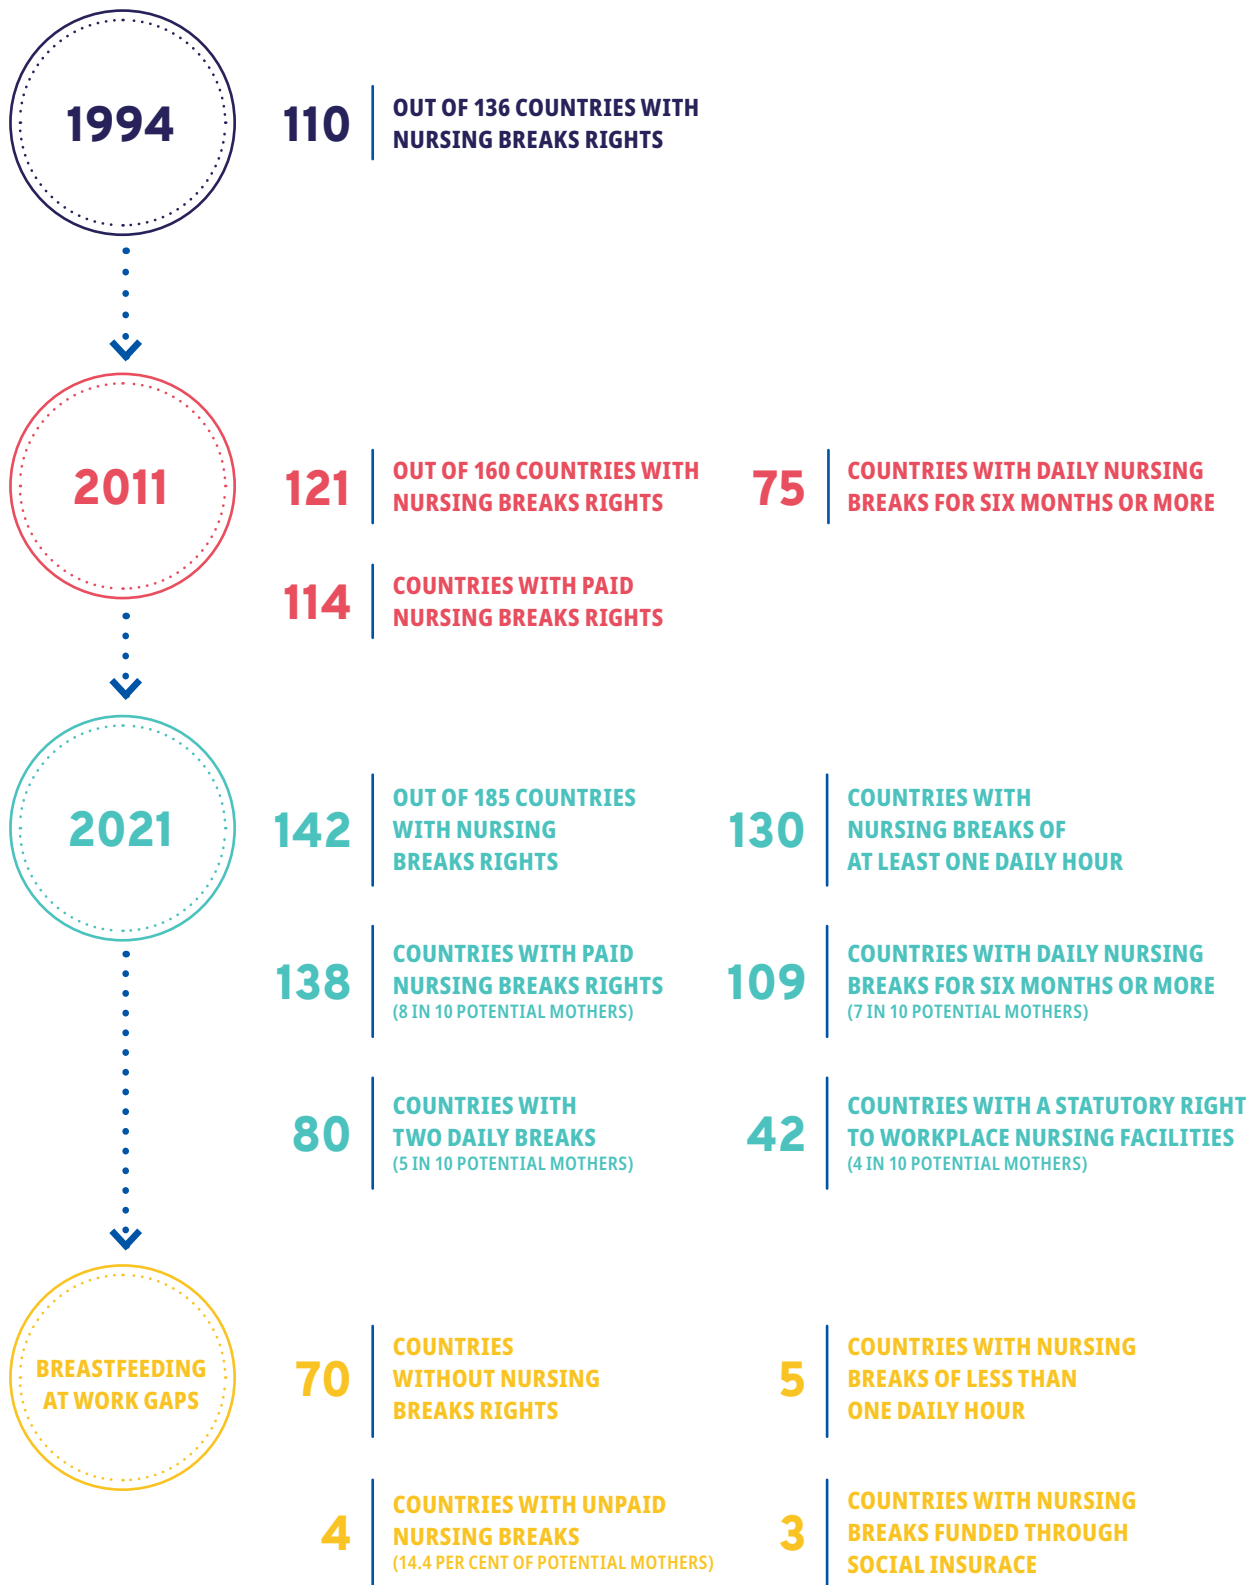 1994
110
OUT OF 136 COUNTRIES WITH
NURSING BREAKS RIGHTS
2011
121
OUT OF 160 COUNTRIES WITH
NURSING BREAKS RIGHTS
75
COUNTRIES WITH DAILY NURSING
BREAKS FOR SIX MONTHS OR MORE
114
COUNTRIES WITH PAID
NURSING BREAKS RIGHTS
2021
142
OUT OF 185 COUNTRIES
WITH NURSING
BREAKS RIGHTS
130
COUNTRIES WITH
NURSING BREAKS OF
AT LEAST ONE DAILY HOUR
138
COUNTRIES WITH PAID
NURSING BREAKS RIGHTS
(8 IN 10 POTENTIAL MOTHERS)
109
COUNTRIES WITH DAILY NURSING
BREAKS FOR SIX MONTHS OR MORE
(7 IN 10 POTENTIAL MOTHERS)
80
COUNTRIES WITH
TWO DAILY BREAKS
(5 IN 10 POTENTIAL MOTHERS)
42
COUNTRIES WITH A STATUTORY RIGHT
TO WORKPLACE NURSING FACILITIES
(4 IN 10 POTENTIAL MOTHERS)
BREASTFEEDING
AT WORK GAPS
70
COUNTRIES
WITHOUT NURSING
BREAKS RIGHTS
5
COUNTRIES WITH NURSING
BREAKS OF LESS THAN
ONE DAILY HOUR
4
COUNTRIES WITH UNPAID
NURSING BREAKS
(14.4 PER CENT OF POTENTIAL MOTHERS)
3
COUNTRIES WITH NURSING
BREAKS FUNDED THROUGH
SOCIAL INSURACE